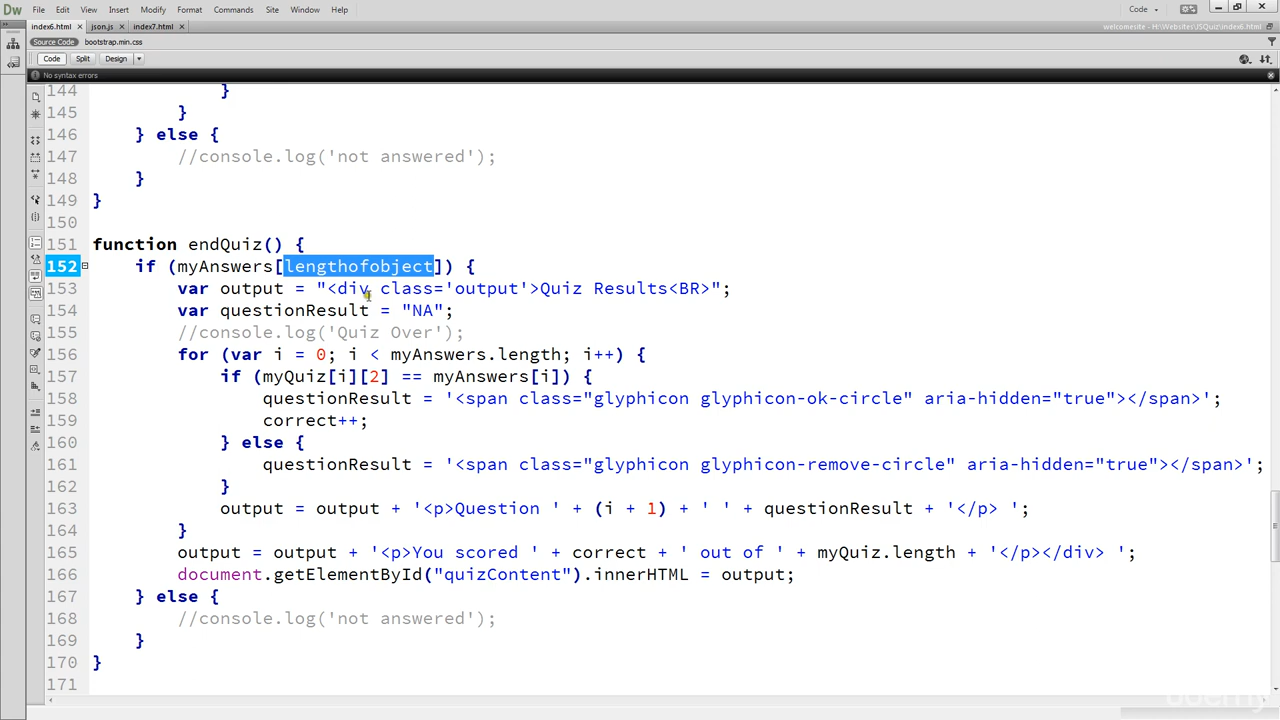 Dw File Edit View Insert Modify Format Commands Site Window Help Code
index6.html × json.js × index7.html ×
welcomesite - H:\Websites\JSQuiz\index6.html
Source Code bootstrap.min.css
Code Split Design
No syntax errors
144 }
145 }
146 } else {
147 //console.log('not answered');
148 }
149 }
150
151 function endQuiz() {
152 if (myAnswers[lengthofobject]) {
153 var output = "<div class='output'>Quiz Results<BR>";
154 var questionResult = "NA";
155 //console.log('Quiz Over');
156 for (var i = 0; i < myAnswers.length; i++) {
157 if (myQuiz[i][2] == myAnswers[i]) {
158 questionResult = '<span class="glyphicon glyphicon-ok-circle" aria-hidden="true"></span>';
159 correct++;
160 } else {
161 questionResult = '<span class="glyphicon glyphicon-remove-circle" aria-hidden="true"></span>';
162 }
163 output = output + '<p>Question ' + (i + 1) + ' ' + questionResult + '</p> ';
164 }
165 output = output + '<p>You scored ' + correct + ' out of ' + myQuiz.length + '</p></div> ';
166 document.getElementById("quizContent").innerHTML = output;
167 } else {
168 //console.log('not answered');
169 }
170 }
171
udemy